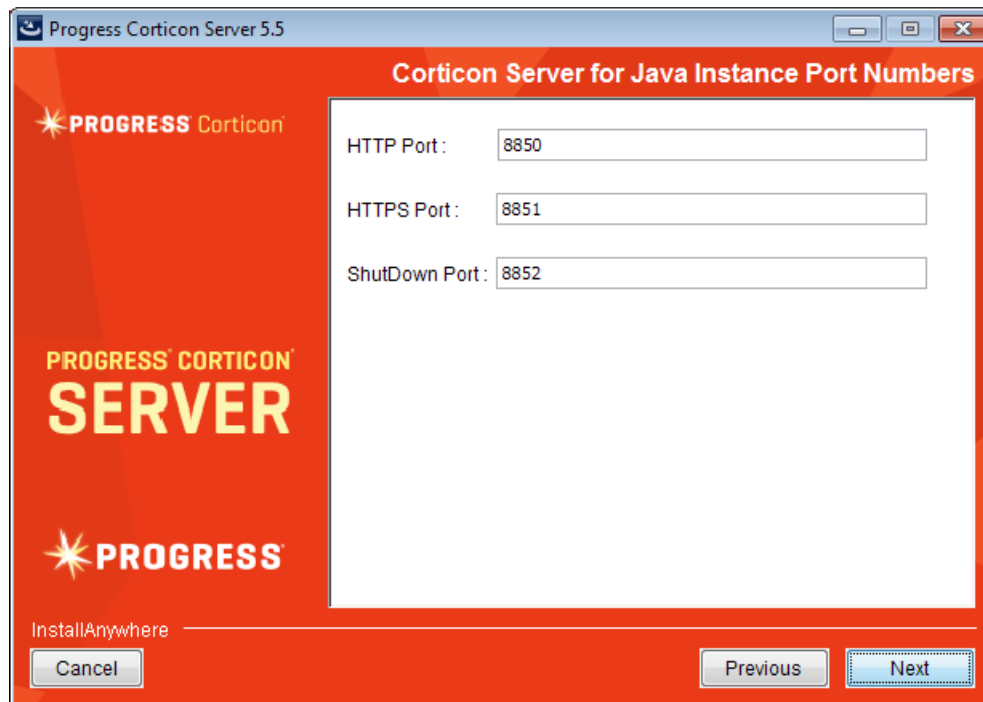 Progress Corticon Server 5.5
Corticon Server for Java Instance Port Numbers
PROGRESS Corticon
HTTP Port : 8850
HTTPS Port : 8851
ShutDown Port : 8852
PROGRESS CORTICON
SERVER
PROGRESS
InstallAnywhere
Cancel Previous Next